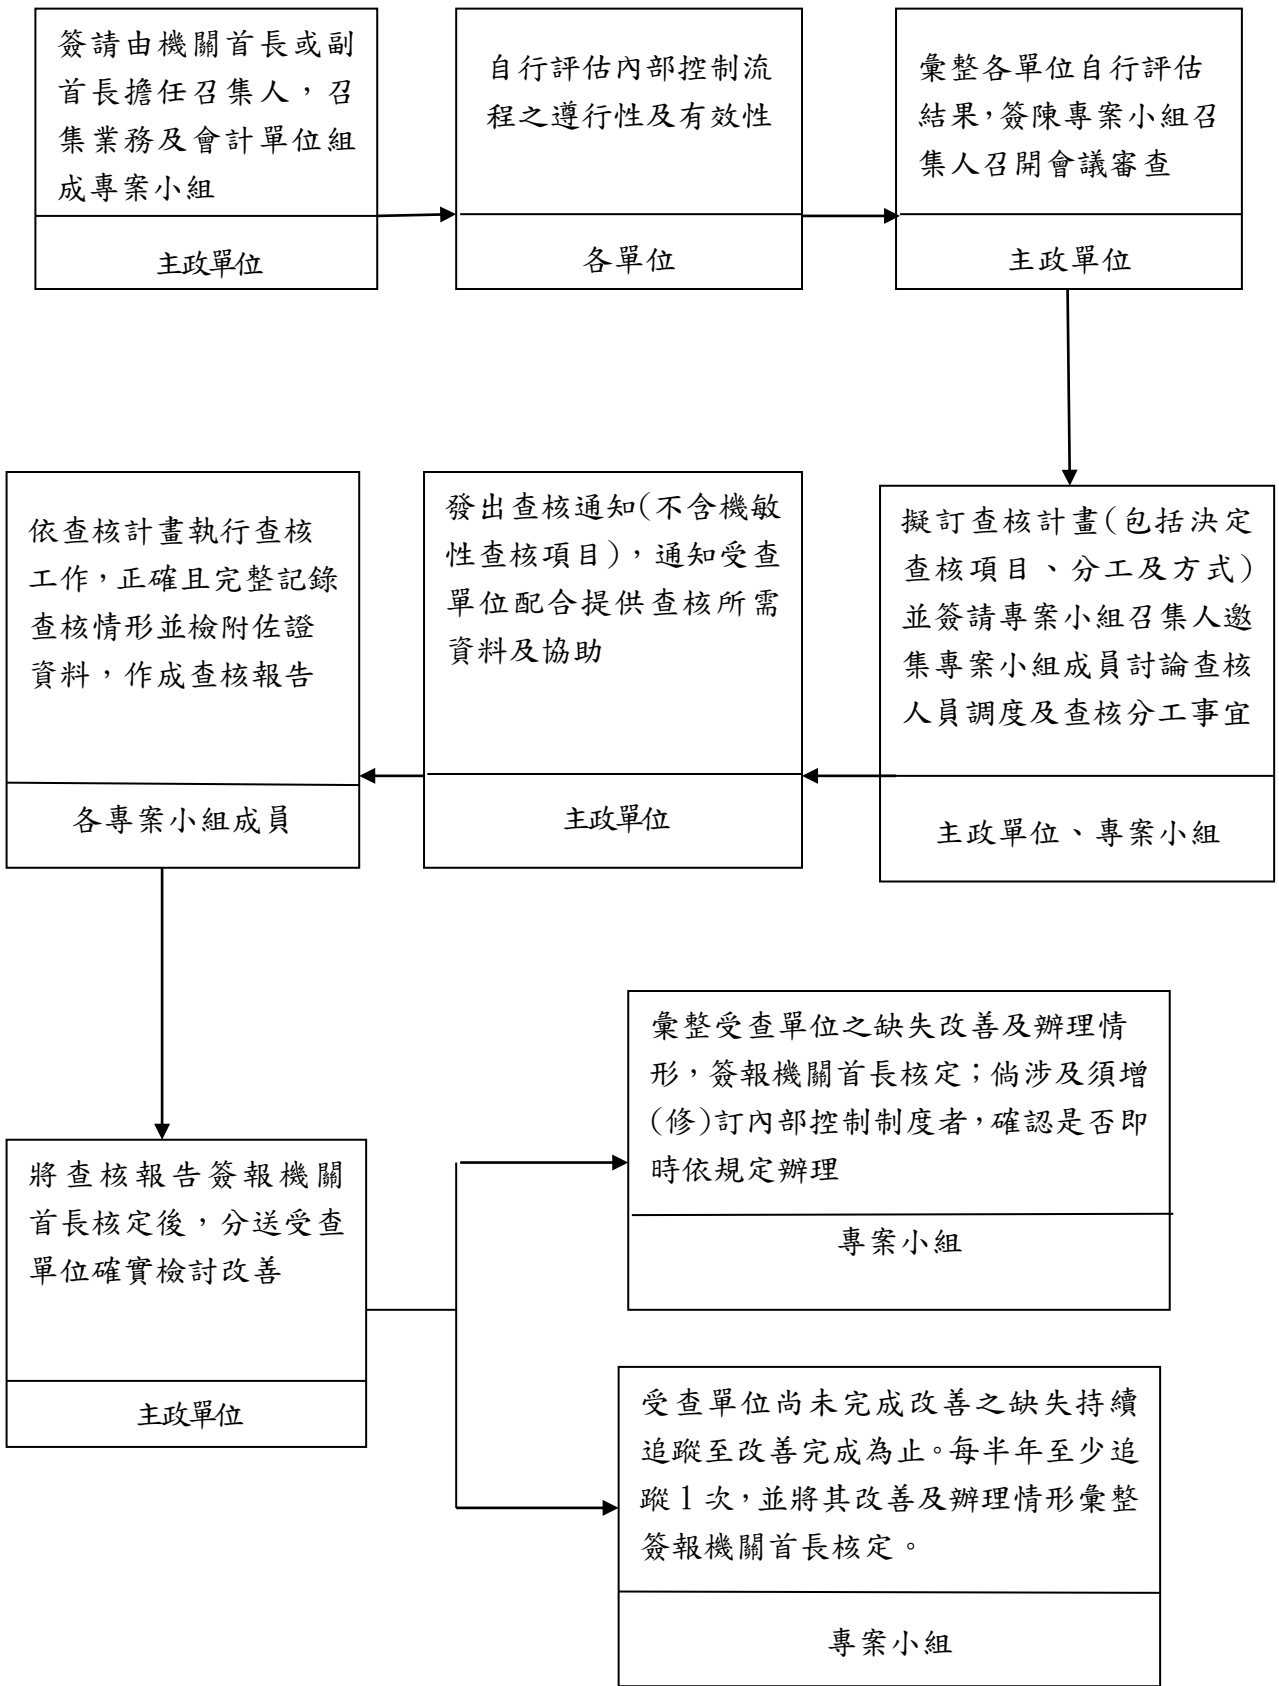 簽請由機關首長或副
首長擔任召集人，召
集業務及會計單位組
成專案小組
主政單位
自行評估內部控制流
程之遵行性及有效性
各單位
彙整各單位自行評估
結果，簽陳專案小組召
集人召開會議審查
主政單位
擬訂查核計畫(包括決定
查核項目、分工及方式)
並簽請專案小組召集人邀
集專案小組成員討論查核
人員調度及查核分工事宜
主政單位、專案小組
發出查核通知(不含機敏
性查核項目)，通知受查
單位配合提供查核所需
資料及協助
主政單位
依查核計畫執行查核
工作，正確且完整記錄
查核情形並檢附佐證
資料，作成查核報告
各專案小組成員
將查核報告簽報機關
首長核定後，分送受查
單位確實檢討改善
主政單位
彙整受查單位之缺失改善及辦理情
形，簽報機關首長核定；倘涉及須增
(修)訂內部控制制度者，確認是否即
時依規定辦理
專案小組
受查單位尚未完成改善之缺失持續
追蹤至改善完成為止。每半年至少追
蹤1次，並將其改善及辦理情形彙整
簽報機關首長核定。
專案小組